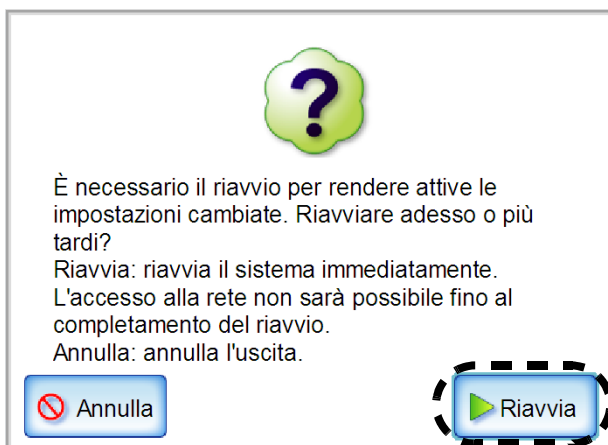 È necessario il riavvio per rendere attive le
impostazioni cambiate. Riavviare adesso o più
tardi?
Riavvia: riavvia il sistema immediatamente.
L'accesso alla rete non sarà possibile fino al
completamento del riavvio.
Annulla: annulla l'uscita.
Annulla
Riavvia